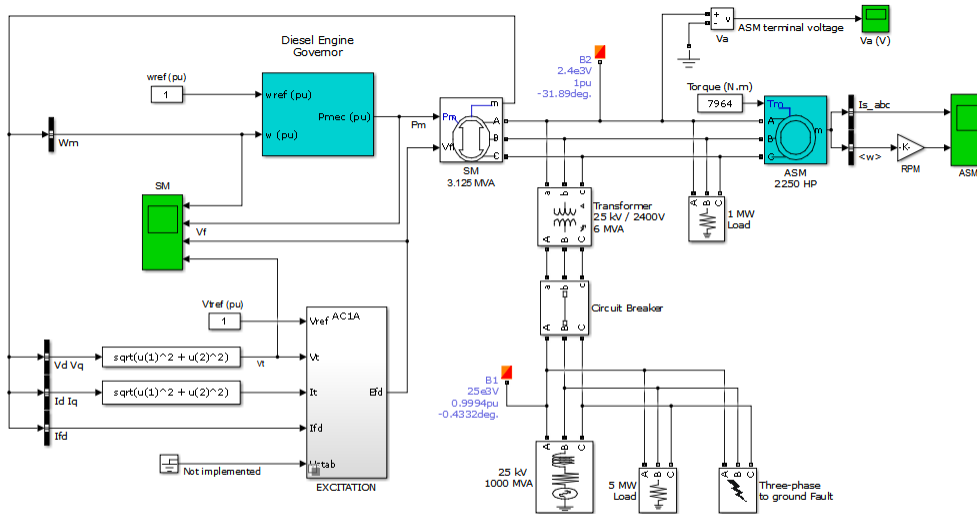 Diesel Engine
Governor
wref (pu)
1
wref (pu)
w (pu)
Pmec (pu)
Wm
Pm
m
Pm
Vf
A
B
C
SM
3.125 MVA
B2
2.4e3V
1pu
-31.89deg.
+
-
v
Va
ASM terminal voltage
Va (V)
Torque (N.m)
7964
Tm
A
B
C
m
ASM
2250 HP
Is_abc
<w>
-K-
RPM
ASM
SM
Vf
a
b
c
A
B
C
Transformer
25 kV / 2400V
6 MVA
A
B
C
1 MW
Load
a
b
c
A
B
C
Circuit Breaker
Vtref (pu)
1
AC1A
Vref
Vt
It
Ifd
Efd
EXCITATION
Vd Vq
sqrt(u(1)^2 + u(2)^2)
Vt
Id Iq
sqrt(u(1)^2 + u(2)^2)
Ifd
Not implemented
B1
25e3V
0.9994pu
-0.4332deg.
A
B
C
25 kV
1000 MVA
A
B
C
5 MW
Load
A
B
C
Three-phase
to ground Fault